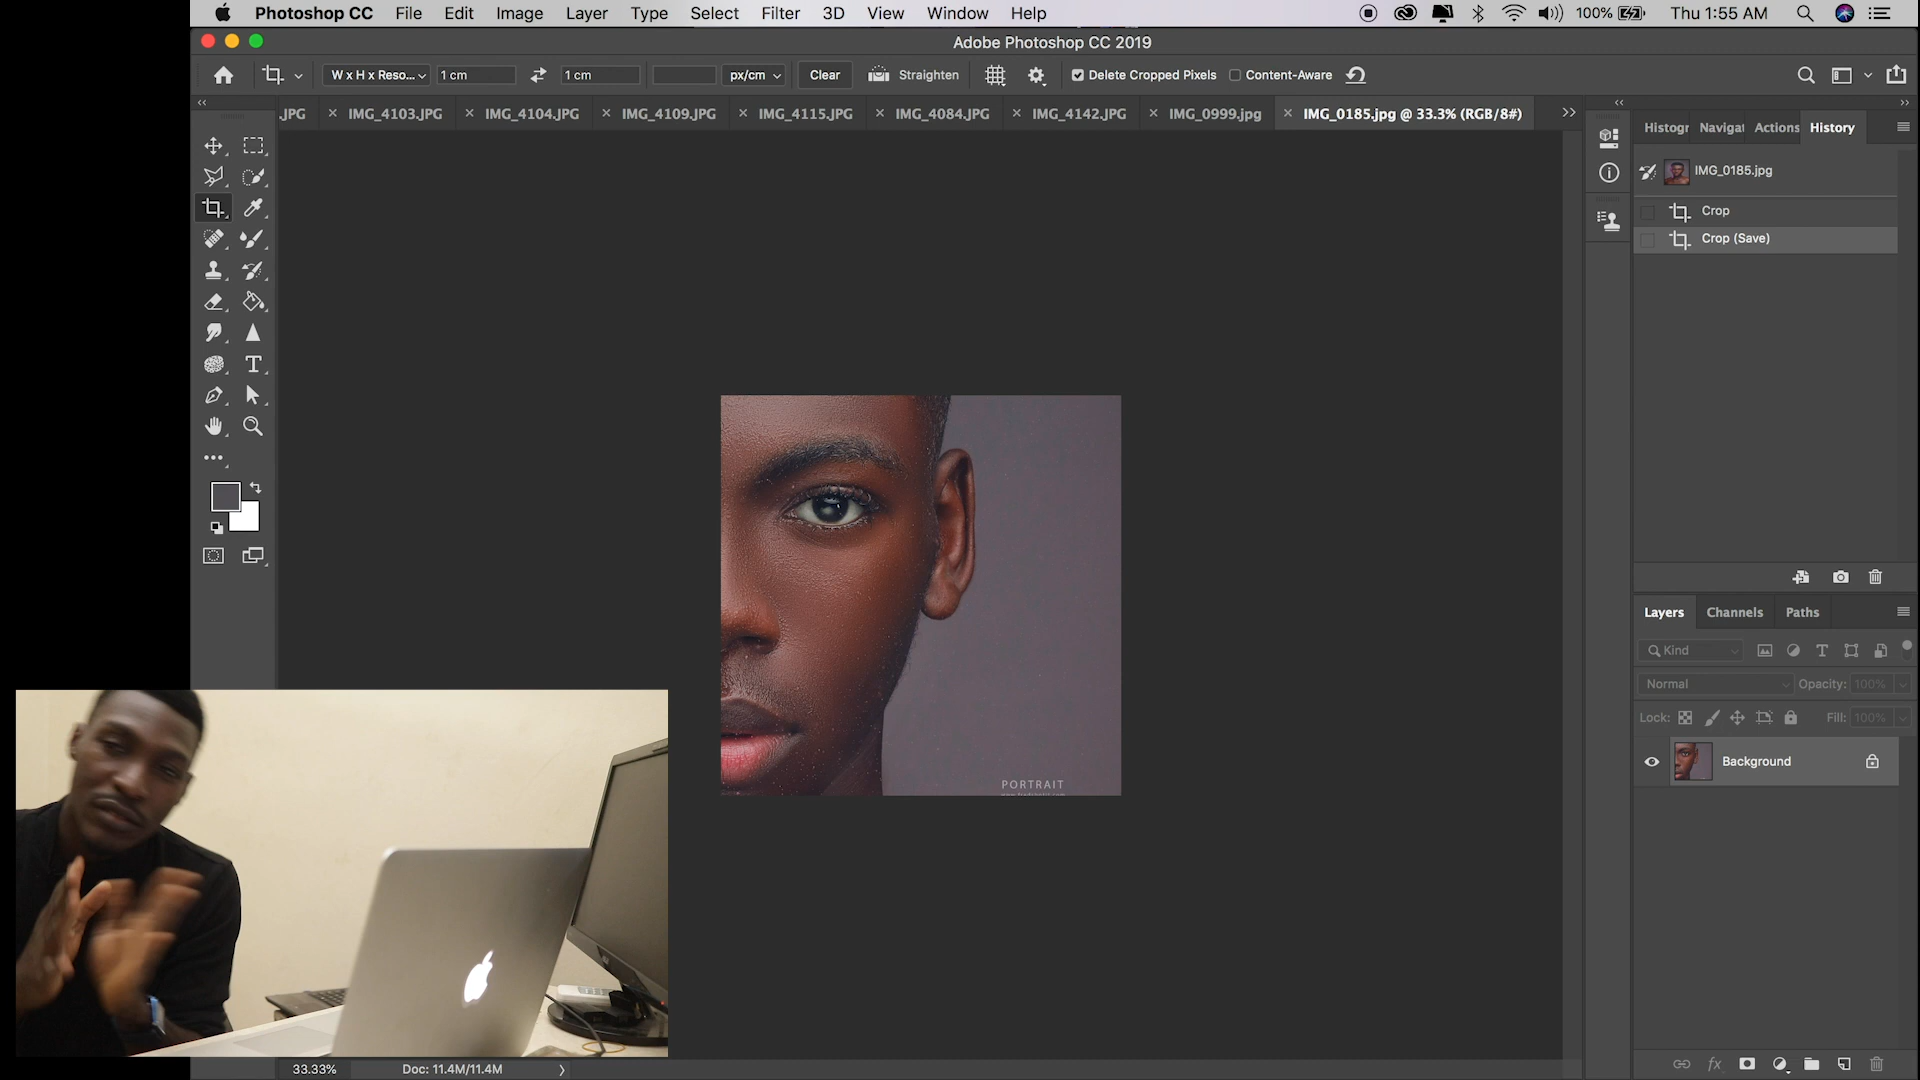 Photoshop CC File Edit Image Layer Type Select Filter 3D View Window Help 100% Thu 1:55 AM
Adobe Photoshop CC 2019
W x H x Reso... 1 cm 1 cm px/cm Clear Straighten Delete Cropped Pixels Content-Aware
.JPG IMG_4103.JPG IMG_4104.JPG IMG_4109.JPG IMG_4115.JPG IMG_4084.JPG IMG_4142.JPG IMG_0999.jpg IMG_0185.jpg @ 33.3% (RGB/8#)
Histogr Navigat Actions History
IMG_0185.jpg
Crop
Crop (Save)
PORTRAIT
Layers Channels Paths
Kind
Normal Opacity: 100%
Lock: Fill: 100%
Background
33.33% Doc: 11.4M/11.4M